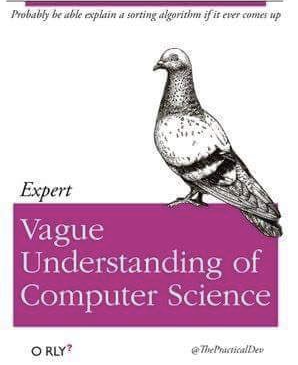 Probably be able explain a sorting algorithm if it ever comes up
Expert
Vague
Understanding of
Computer Science
O RLY?
@ThePracticalDev